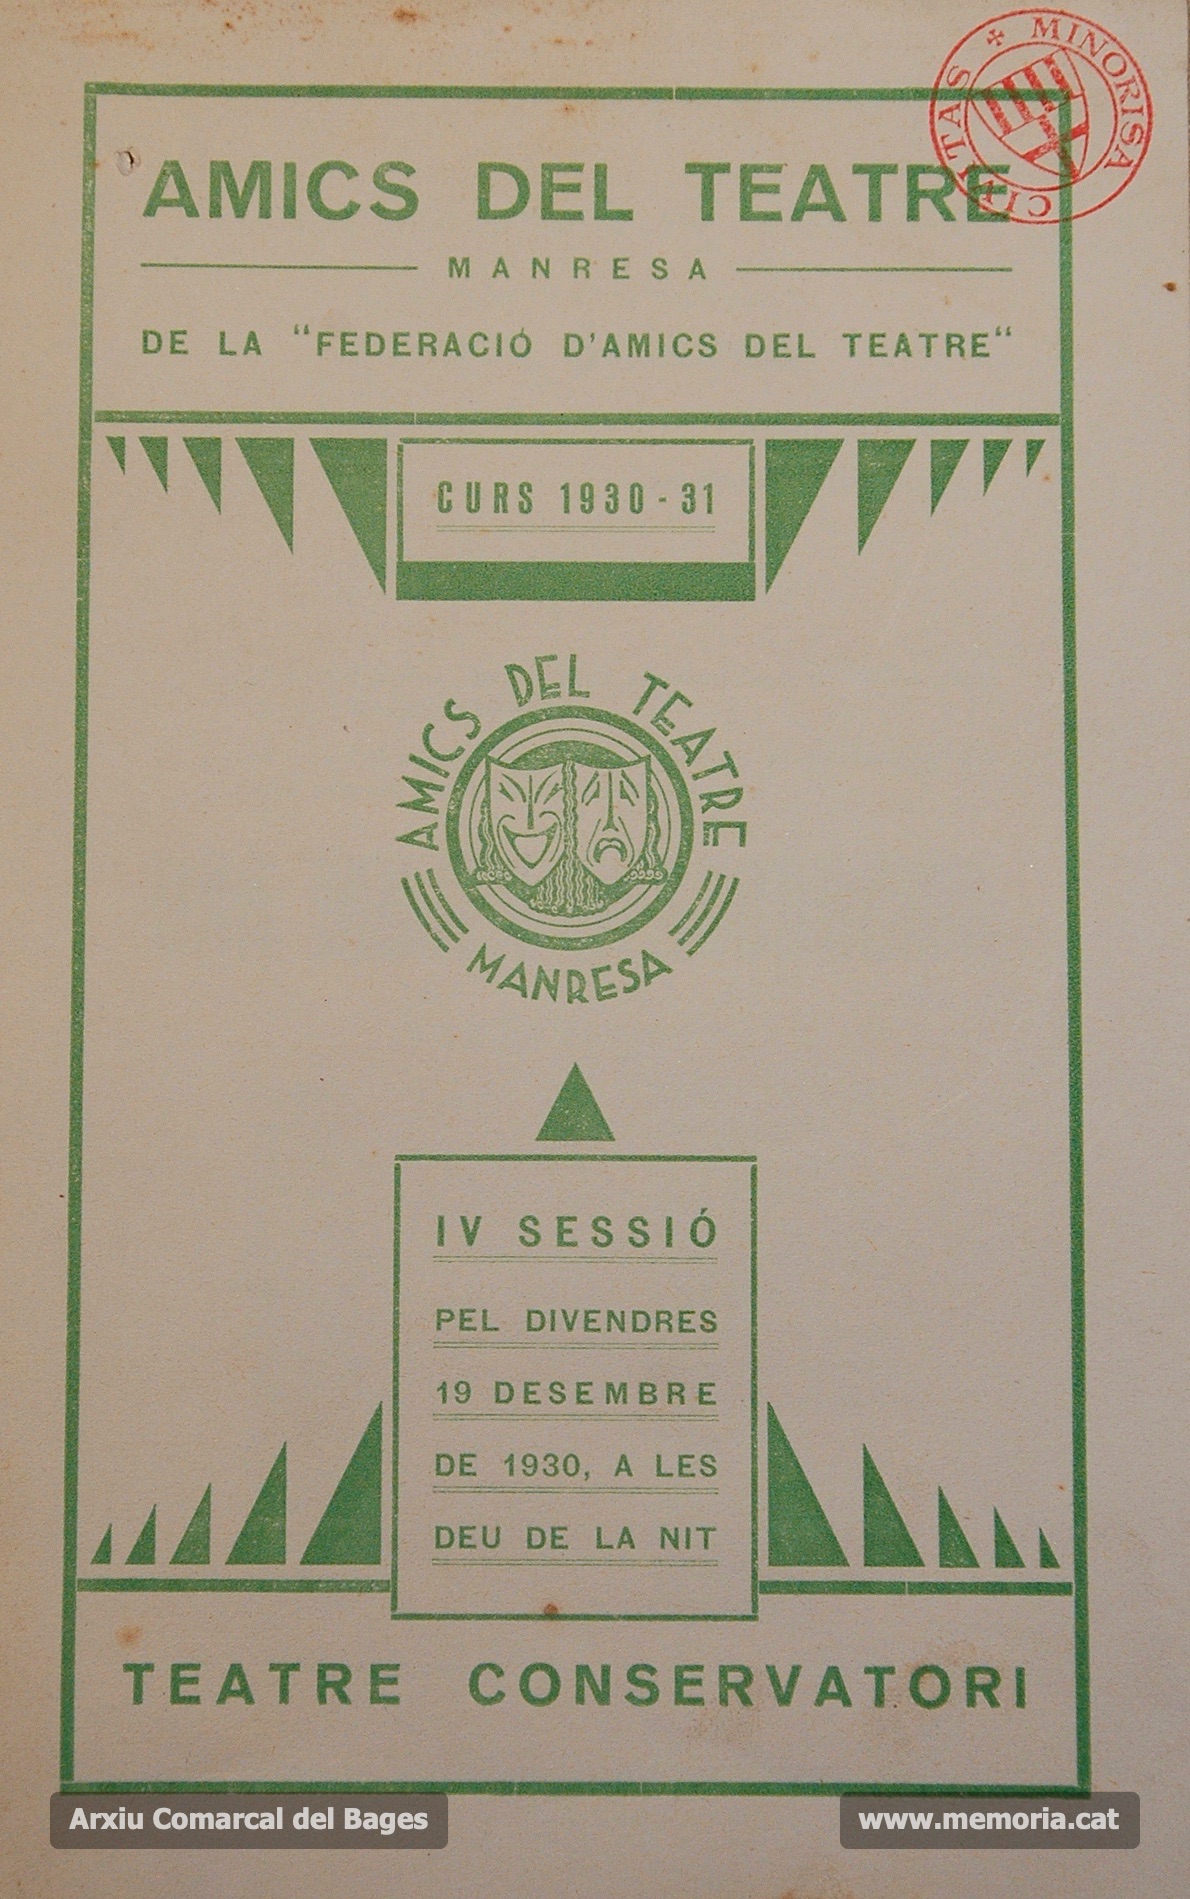 MINORISA CIVITAS
AMICS DEL TEATRE
MANRESA
DE LA "FEDERACIÓ D'AMICS DEL TEATRE"
CURS 1930-31
AMICS DEL TEATRE
MANRESA
IV SESSIÓ
PEL DIVENDRES
19 DESEMBRE
DE 1930, A LES
DEU DE LA NIT
TEATRE CONSERVATORI
Arxiu Comarcal del Bages
www.memoria.cat